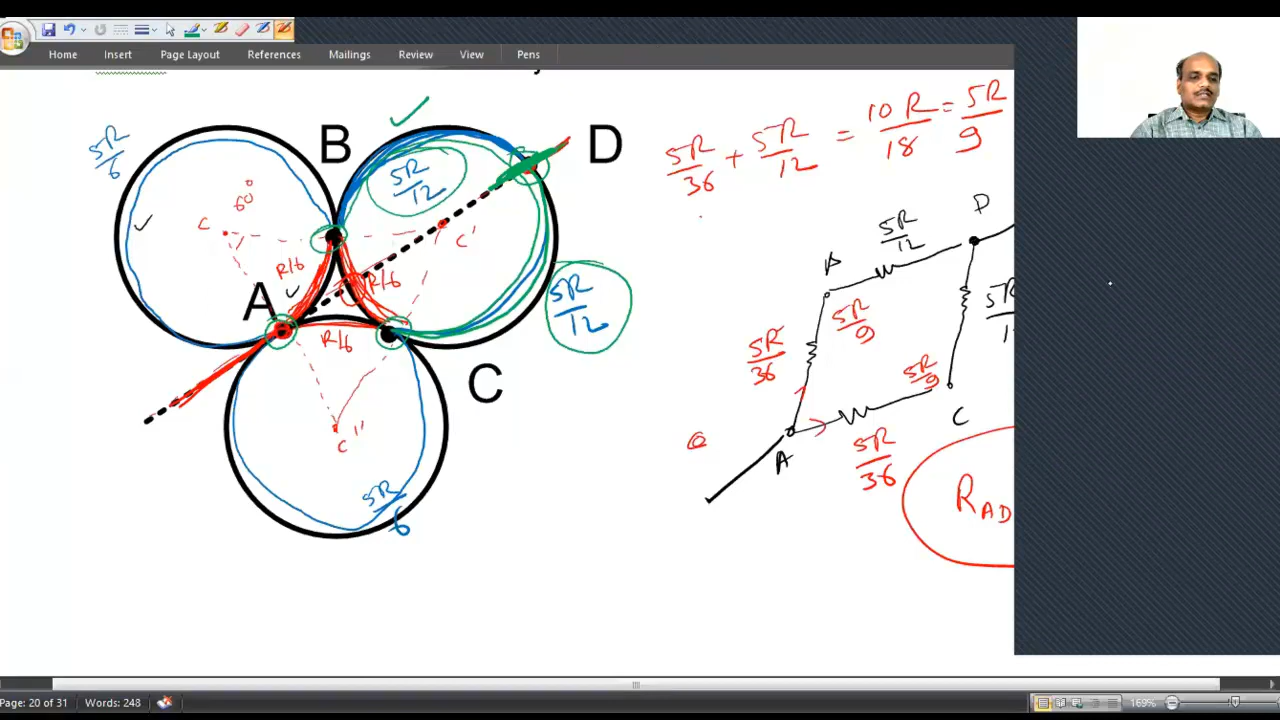 Home Insert Page Layout References Mailings Review View Pens
5R/6
B
D
5R/12
60°
C
C'
R/6
R/6
A
R/6
5R/12
C
C''
5R/6
5R/36 + 5R/12 = 10R/18 = 5R/9
D
5R/12
5R/9
5R/36
5R/9
C
A
5R/36
R AD
Page: 20 of 31 Words: 248 169%